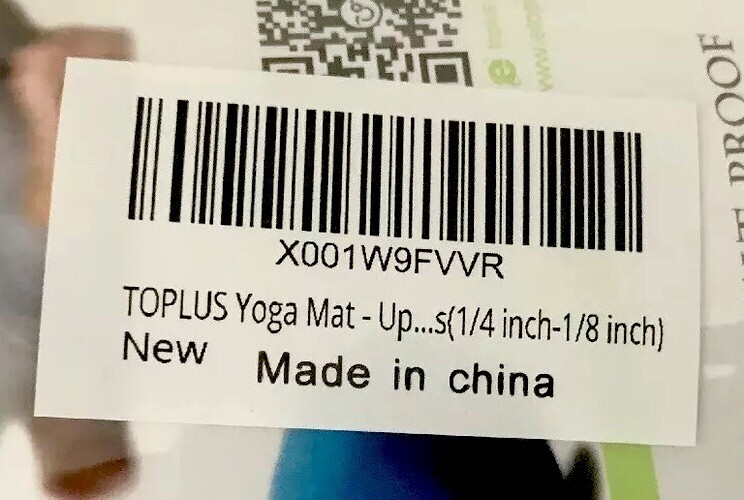 X001W9FVVR
TOPLUS Yoga Mat - Up...s(1/4 inch-1/8 inch)
New
Made in china
PROOF